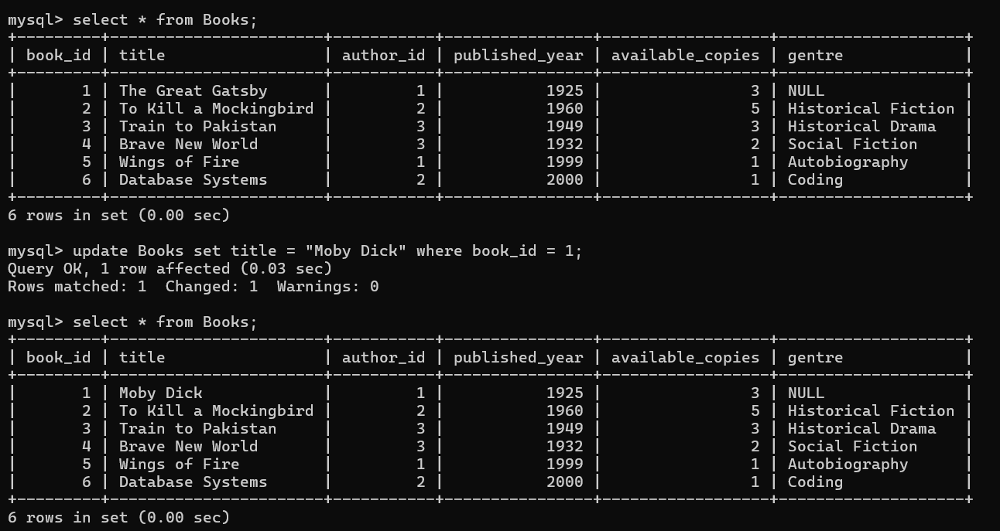 mysql> select * from Books;
+---------+-----------------------+-----------+----------------+------------------+--------------------+
| book_id | title                 | author_id | published_year | available_copies | gentre             |
+---------+-----------------------+-----------+----------------+------------------+--------------------+
|       1 | The Great Gatsby      |         1 |           1925 |                3 | NULL               |
|       2 | To Kill a Mockingbird |         2 |           1960 |                5 | Historical Fiction |
|       3 | Train to Pakistan     |         3 |           1949 |                3 | Historical Drama   |
|       4 | Brave New World       |         3 |           1932 |                2 | Social Fiction     |
|       5 | Wings of Fire         |         1 |           1999 |                1 | Autobiography      |
|       6 | Database Systems      |         2 |           2000 |                1 | Coding             |
+---------+-----------------------+-----------+----------------+------------------+--------------------+
6 rows in set (0.00 sec)

mysql> update Books set title = "Moby Dick" where book_id = 1;
Query OK, 1 row affected (0.03 sec)
Rows matched: 1  Changed: 1  Warnings: 0

mysql> select * from Books;
+---------+-----------------------+-----------+----------------+------------------+--------------------+
| book_id | title                 | author_id | published_year | available_copies | gentre             |
+---------+-----------------------+-----------+----------------+------------------+--------------------+
|       1 | Moby Dick             |         1 |           1925 |                3 | NULL               |
|       2 | To Kill a Mockingbird |         2 |           1960 |                5 | Historical Fiction |
|       3 | Train to Pakistan     |         3 |           1949 |                3 | Historical Drama   |
|       4 | Brave New World       |         3 |           1932 |                2 | Social Fiction     |
|       5 | Wings of Fire         |         1 |           1999 |                1 | Autobiography      |
|       6 | Database Systems      |         2 |           2000 |                1 | Coding             |
+---------+-----------------------+-----------+----------------+------------------+--------------------+
6 rows in set (0.00 sec)